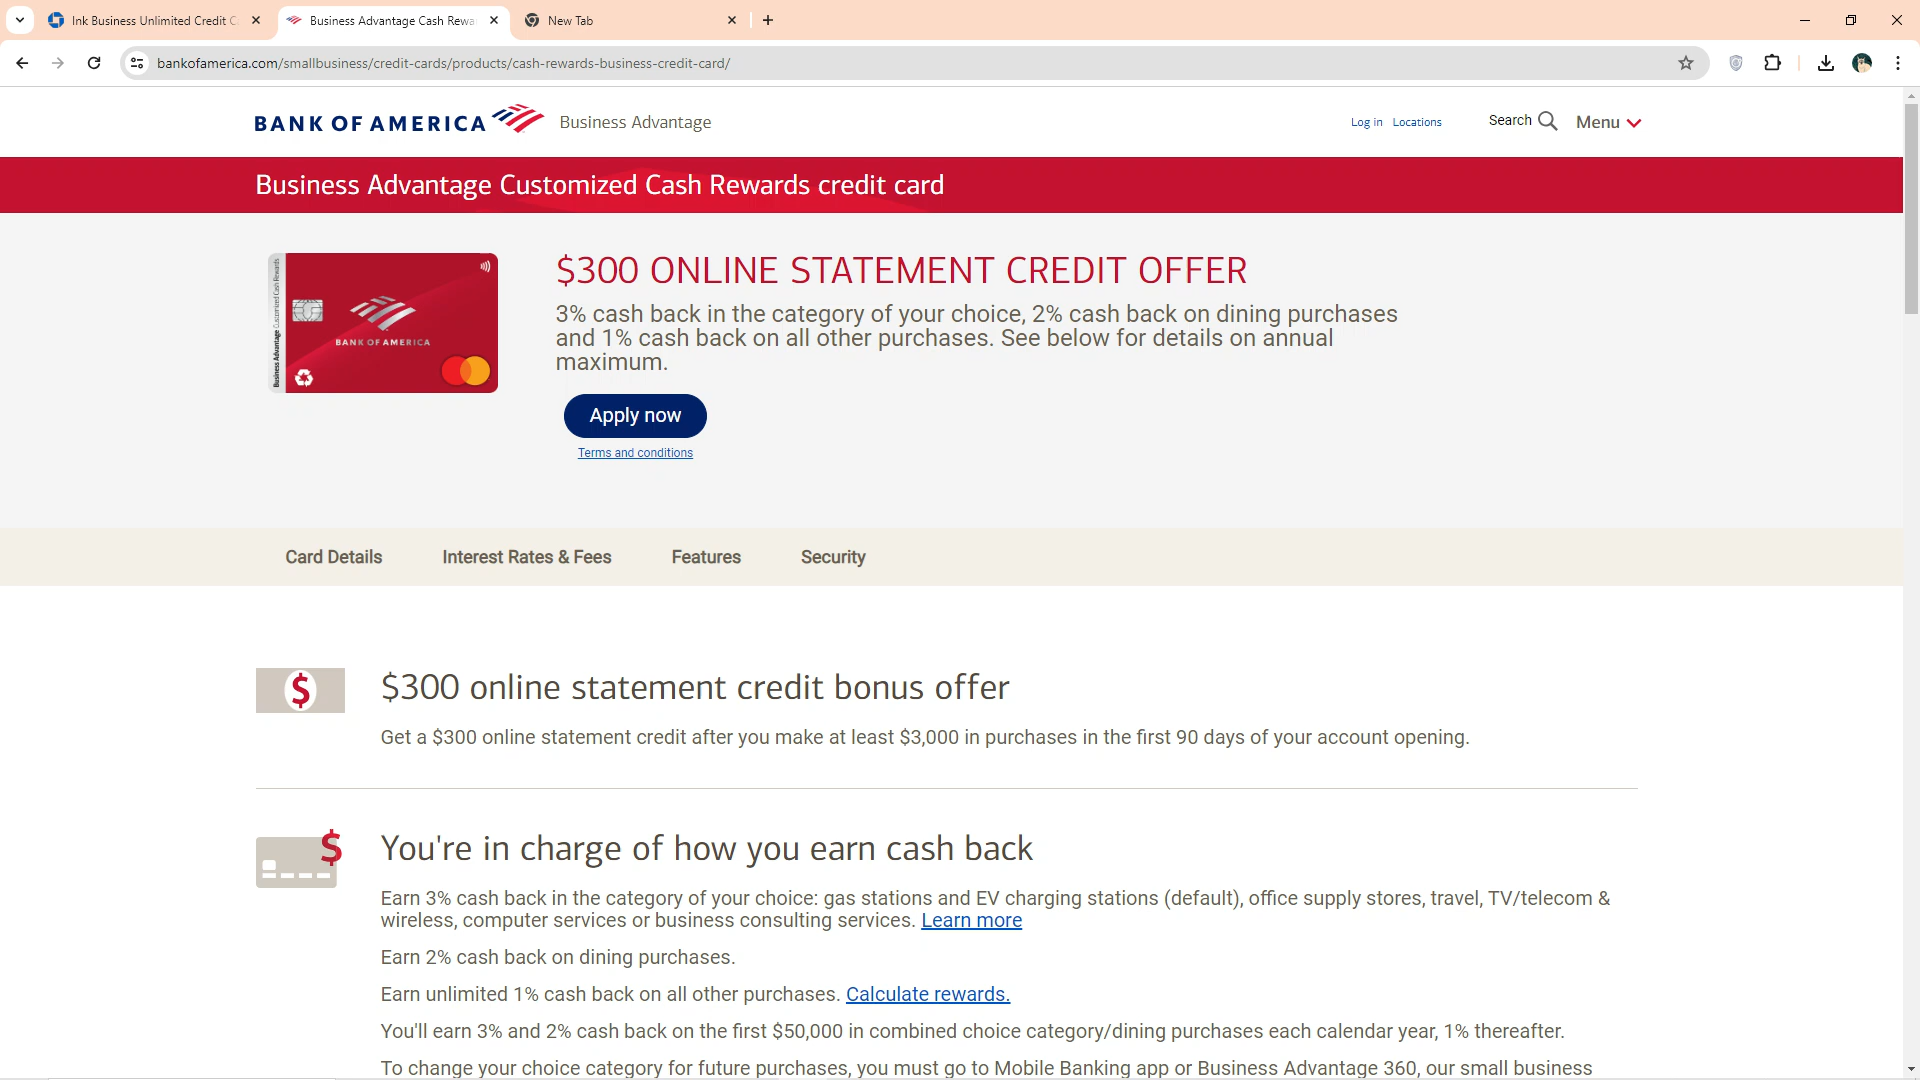 Ink Business Unlimited Credit C
Business Advantage Cash Rewa
New Tab
bankofamerica.com/smallbusiness/credit-cards/products/cash-rewards-business-credit-card/
BANK OF AMERICA Business Advantage
Log in Locations Search Menu
Business Advantage Customized Cash Rewards credit card
Business Advantage Customized Cash Rewards
BANK OF AMERICA
$300 ONLINE STATEMENT CREDIT OFFER
3% cash back in the category of your choice, 2% cash back on dining purchases
and 1% cash back on all other purchases. See below for details on annual
maximum.
Apply now
Terms and conditions
Card Details Interest Rates & Fees Features Security
$
$300 online statement credit bonus offer
Get a $300 online statement credit after you make at least $3,000 in purchases in the first 90 days of your account opening.
$
You're in charge of how you earn cash back
Earn 3% cash back in the category of your choice: gas stations and EV charging stations (default), office supply stores, travel, TV/telecom &
wireless, computer services or business consulting services. Learn more
Earn 2% cash back on dining purchases.
Earn unlimited 1% cash back on all other purchases. Calculate rewards.
You'll earn 3% and 2% cash back on the first $50,000 in combined choice category/dining purchases each calendar year, 1% thereafter.
To change your choice category for future purchases, you must go to Mobile Banking app or Business Advantage 360, our small business